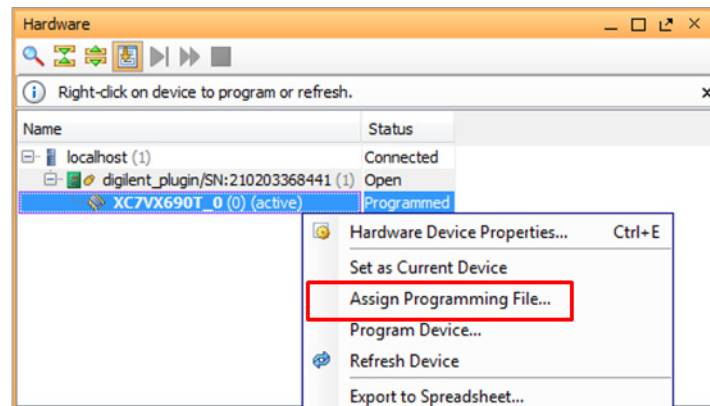 Hardware
Right-click on device to program or refresh.
Name Status
localhost (1) Connected
digilent_plugin/SN:210203368441 (1) Open
XC7VX690T_0 (0) (active) Programmed
Hardware Device Properties... Ctrl+E
Set as Current Device
Assign Programming File...
Program Device...
Refresh Device
Export to Spreadsheet...